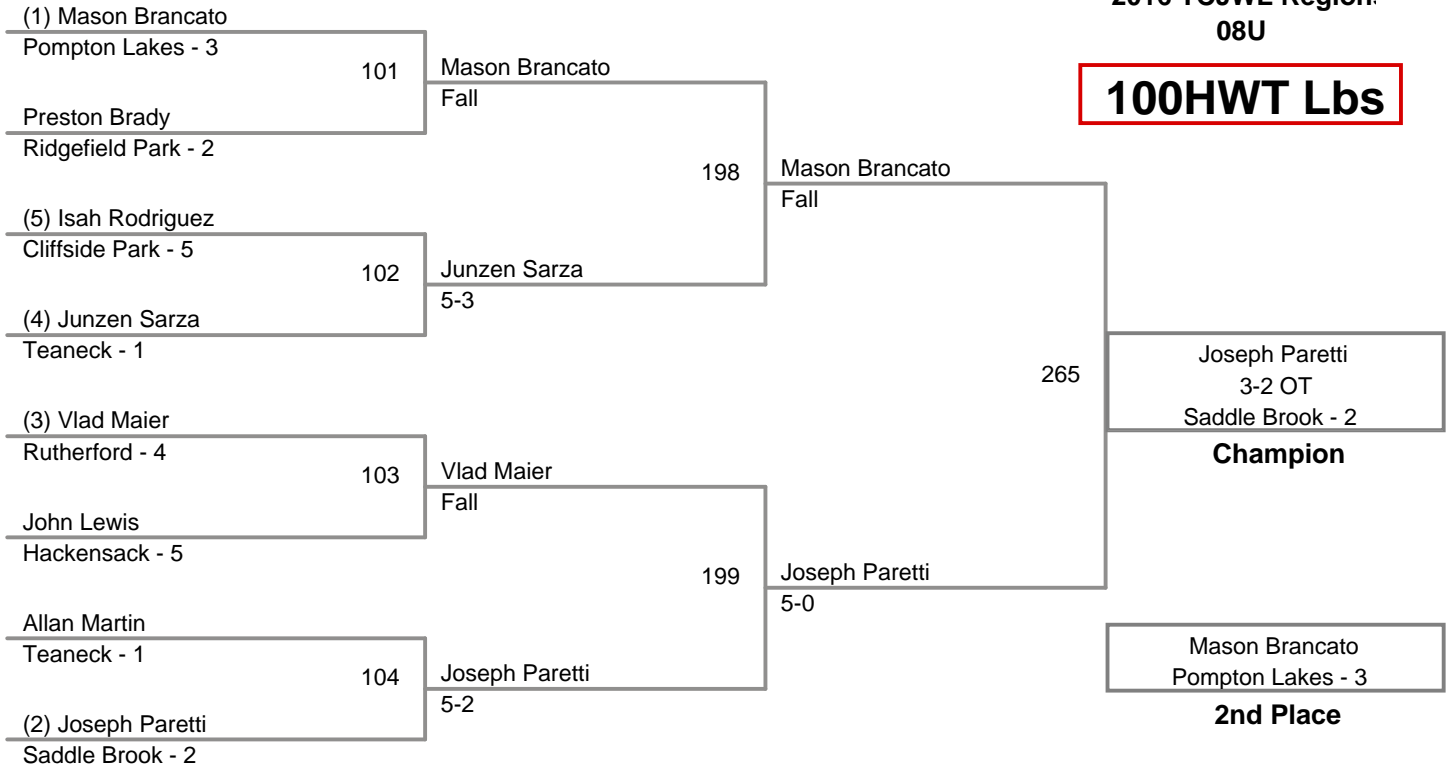 (1) Mason Brancato
Pompton Lakes - 3
101
Preston Brady
Ridgefield Park - 2
(5) Isah Rodriguez
Cliffside Park - 5
102
(4) Junzen Sarza
Teaneck - 1
(3) Vlad Maier
Rutherford - 4
103
John Lewis
Hackensack - 5
Allan Martin
Teaneck - 1
104
(2) Joseph Paretti
Saddle Brook - 2
Mason Brancato
Fall
198
Junzen Sarza
5-3
Vlad Maier
Fall
199
Joseph Paretti
5-2
Mason Brancato
Fall
265
Joseph Paretti
5-0
08U
100HWT Lbs
Joseph Paretti
3-2 OT
Saddle Brook - 2
Champion
Mason Brancato
Pompton Lakes - 3
2nd Place